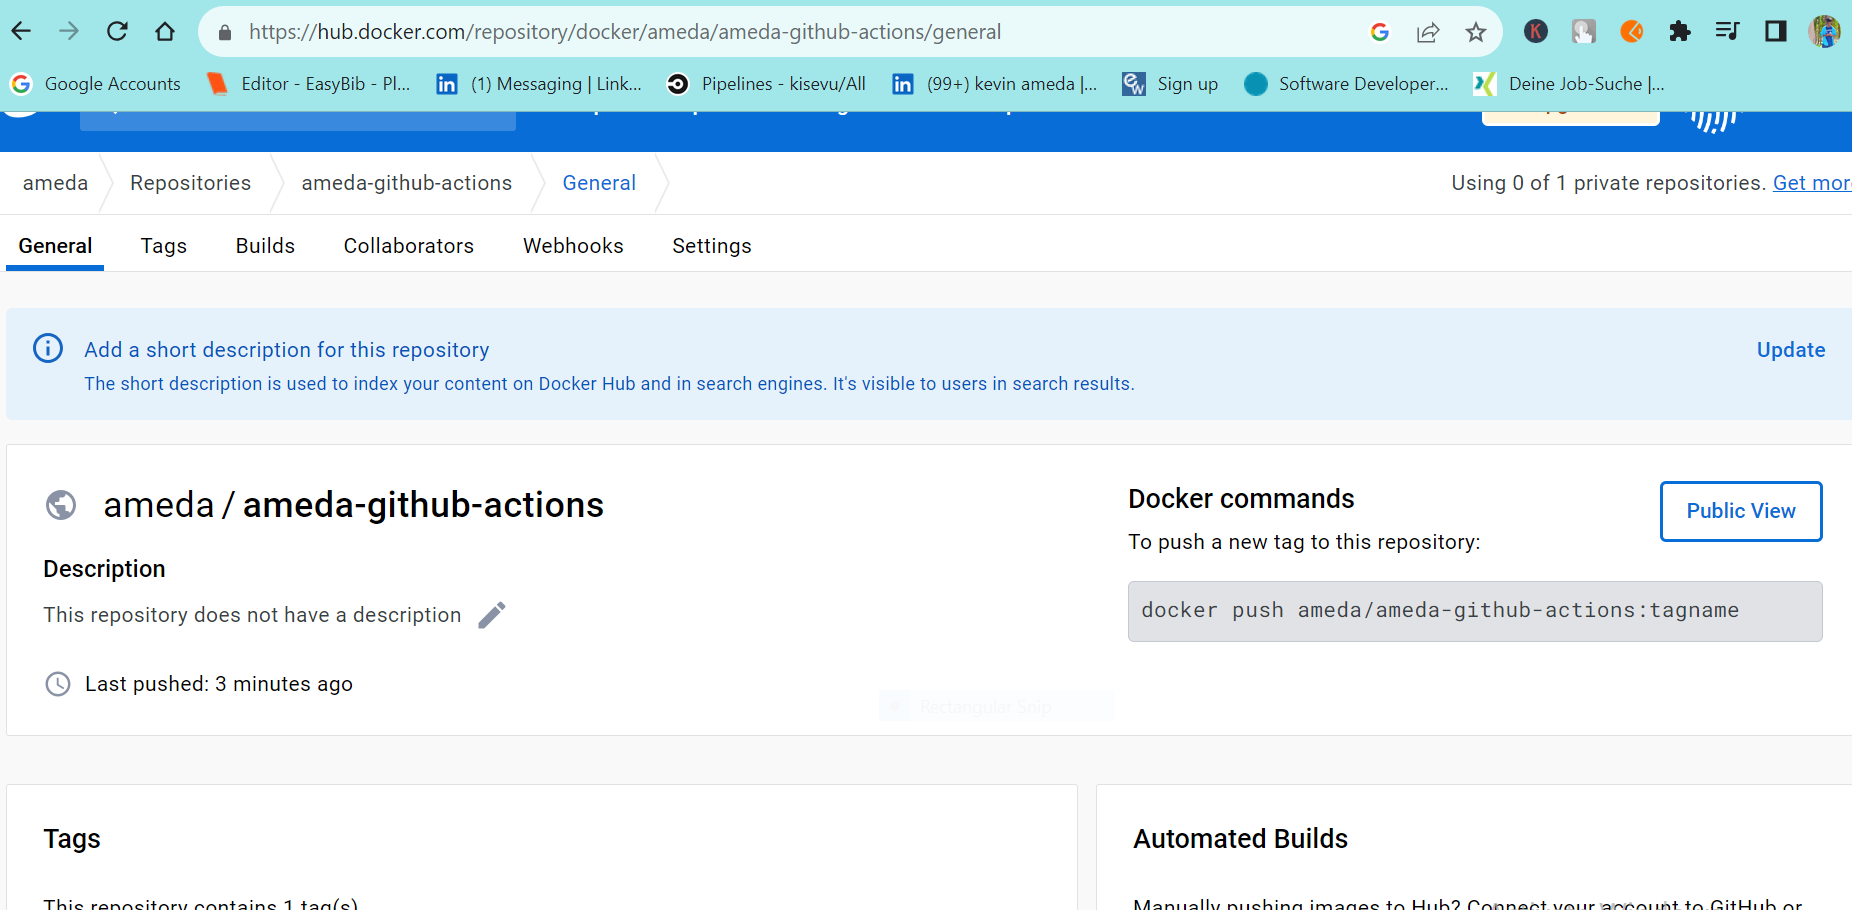 https://hub.docker.com/repository/docker/ameda/ameda-github-actions/general
Google Accounts
Editor - EasyBib - Pl...
(1) Messaging | Link...
Pipelines - kisevu/All
(99+) kevin ameda |...
Sign up
Software Developer...
Deine Job-Suche |...
ameda
Repositories
ameda-github-actions
General
Using 0 of 1 private repositories. Get more
General
Tags
Builds
Collaborators
Webhooks
Settings
Add a short description for this repository
Update
The short description is used to index your content on Docker Hub and in search engines. It's visible to users in search results.
ameda / ameda-github-actions
Description
This repository does not have a description
Last pushed: 3 minutes ago
Docker commands
Public View
To push a new tag to this repository:
docker push ameda/ameda-github-actions:tagname
Rectangular Snip
Tags
This repository contains 1 tag(s).
Automated Builds
Manually pushing images to Hub? Connect your account to GitHub or